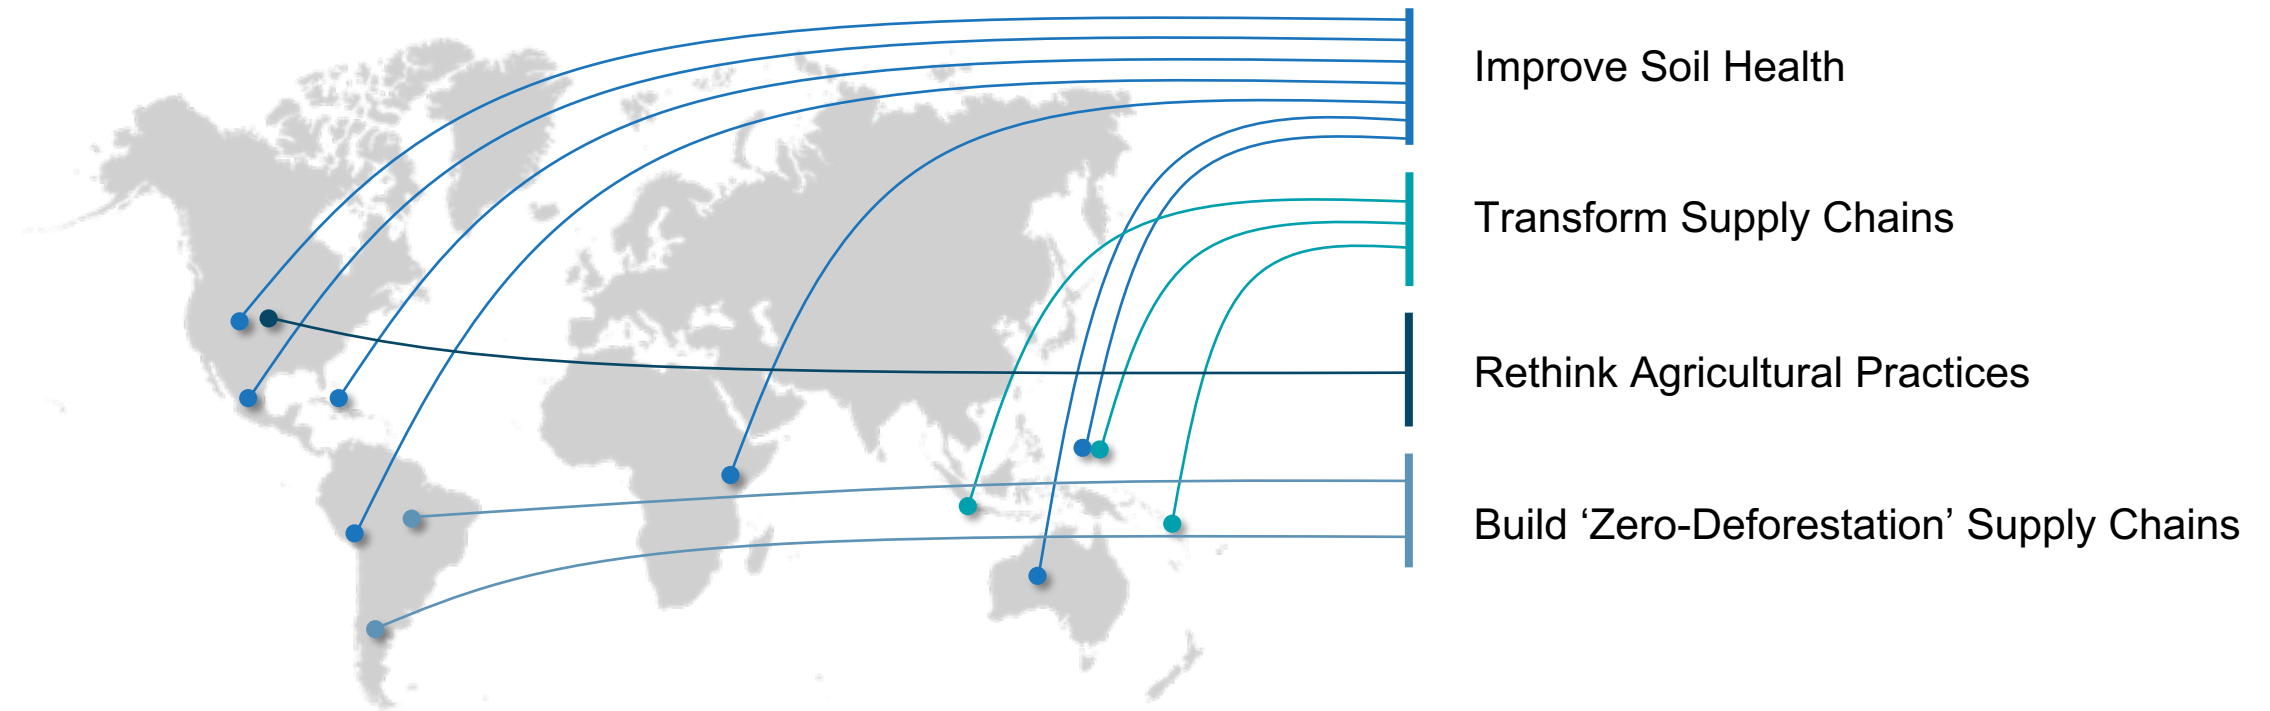 Improve Soil Health
Transform Supply Chains
Rethink Agricultural Practices
Build ‘Zero-Deforestation’ Supply Chains